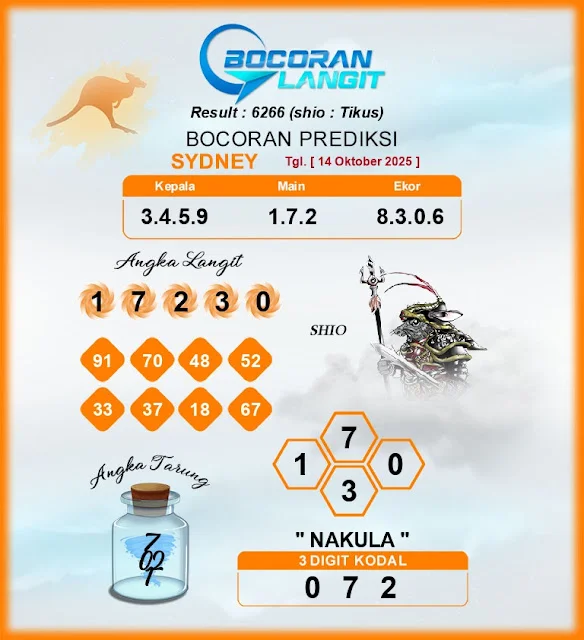 BOCORAN
LANGIT
Result : 6266 (shio : Tikus)
BOCORAN PREDIKSI
SYDNEY Tgl. [ 14 Oktober 2025 ]
Kepala Main Ekor
3.4.5.9 1.7.2 8.3.0.6
Angka Langit
1 7 2 3 0
SHIO
91 70 48 52
33 37 18 67
7
1 0
3
Angka Tarung
7
" NAKULA "
3 DIGIT KODAL
0 7 2